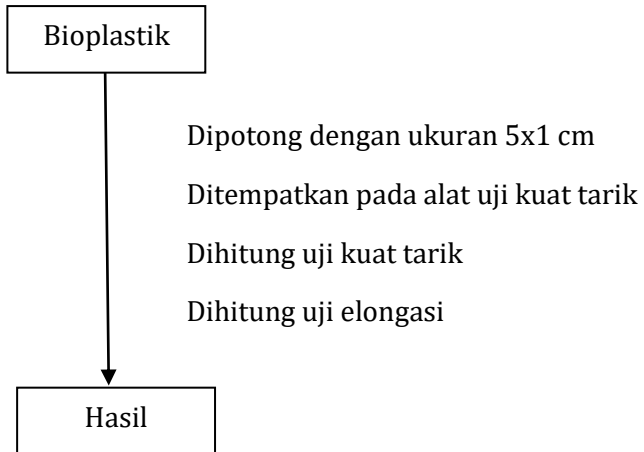 Bioplastik
Dipotong dengan ukuran 5x1 cm
Ditempatkan pada alat uji kuat tarik
Dihitung uji kuat tarik
Dihitung uji elongasi
Hasil